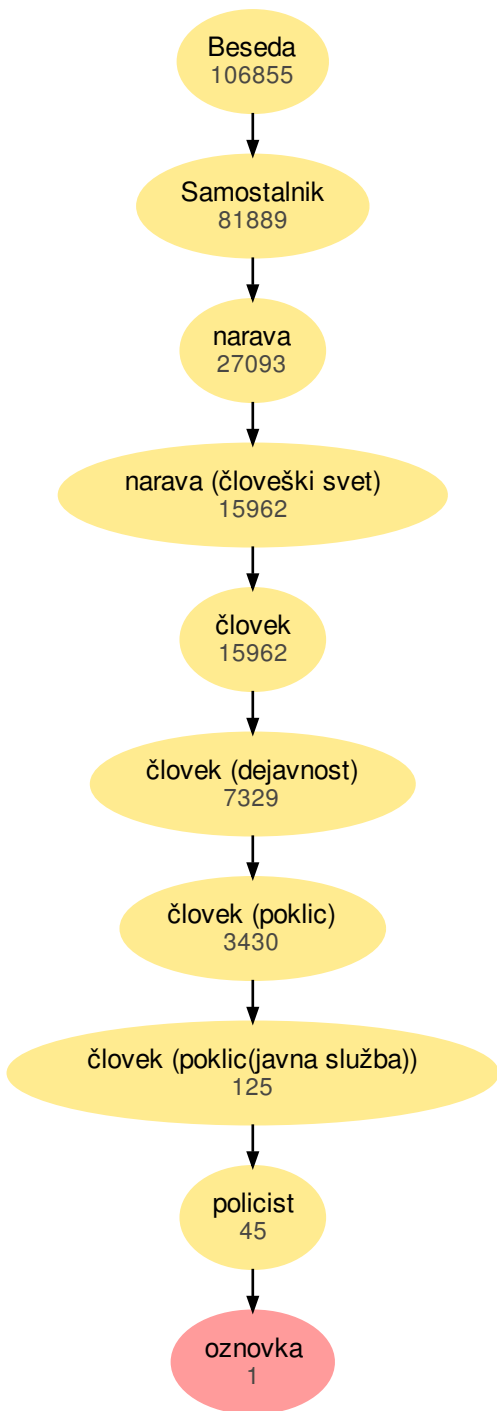 Beseda
106855
Samostalnik
81889
narava
27093
narava (človeški svet)
15962
človek
15962
človek (dejavnost)
7329
človek (poklic)
3430
človek (poklic(javna služba))
125
policist
45
oznovka
1